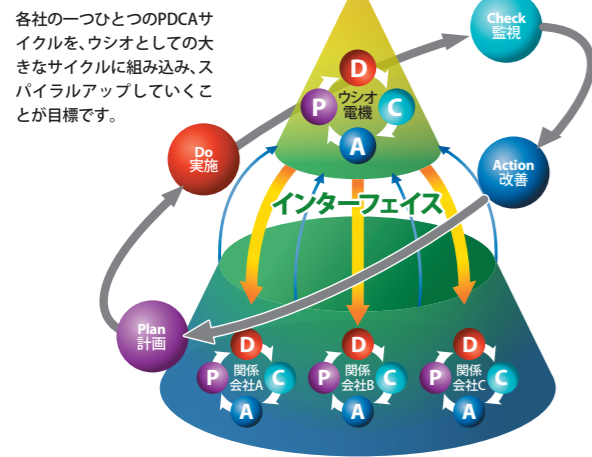 各社の一つひとつのPDCAサ
イクルを、ウシオとしての大
きなサイクルに組み込み、ス
パイラルアップしていくこ
とが目標です。
Check
監視
D
P
ウシオ
電機
C
A
Do
実施
Action
改善
インターフェイス
Plan
計画
D
P
関係
会社A
C
A
D
P
関係
会社B
C
A
D
P
関係
会社C
C
A